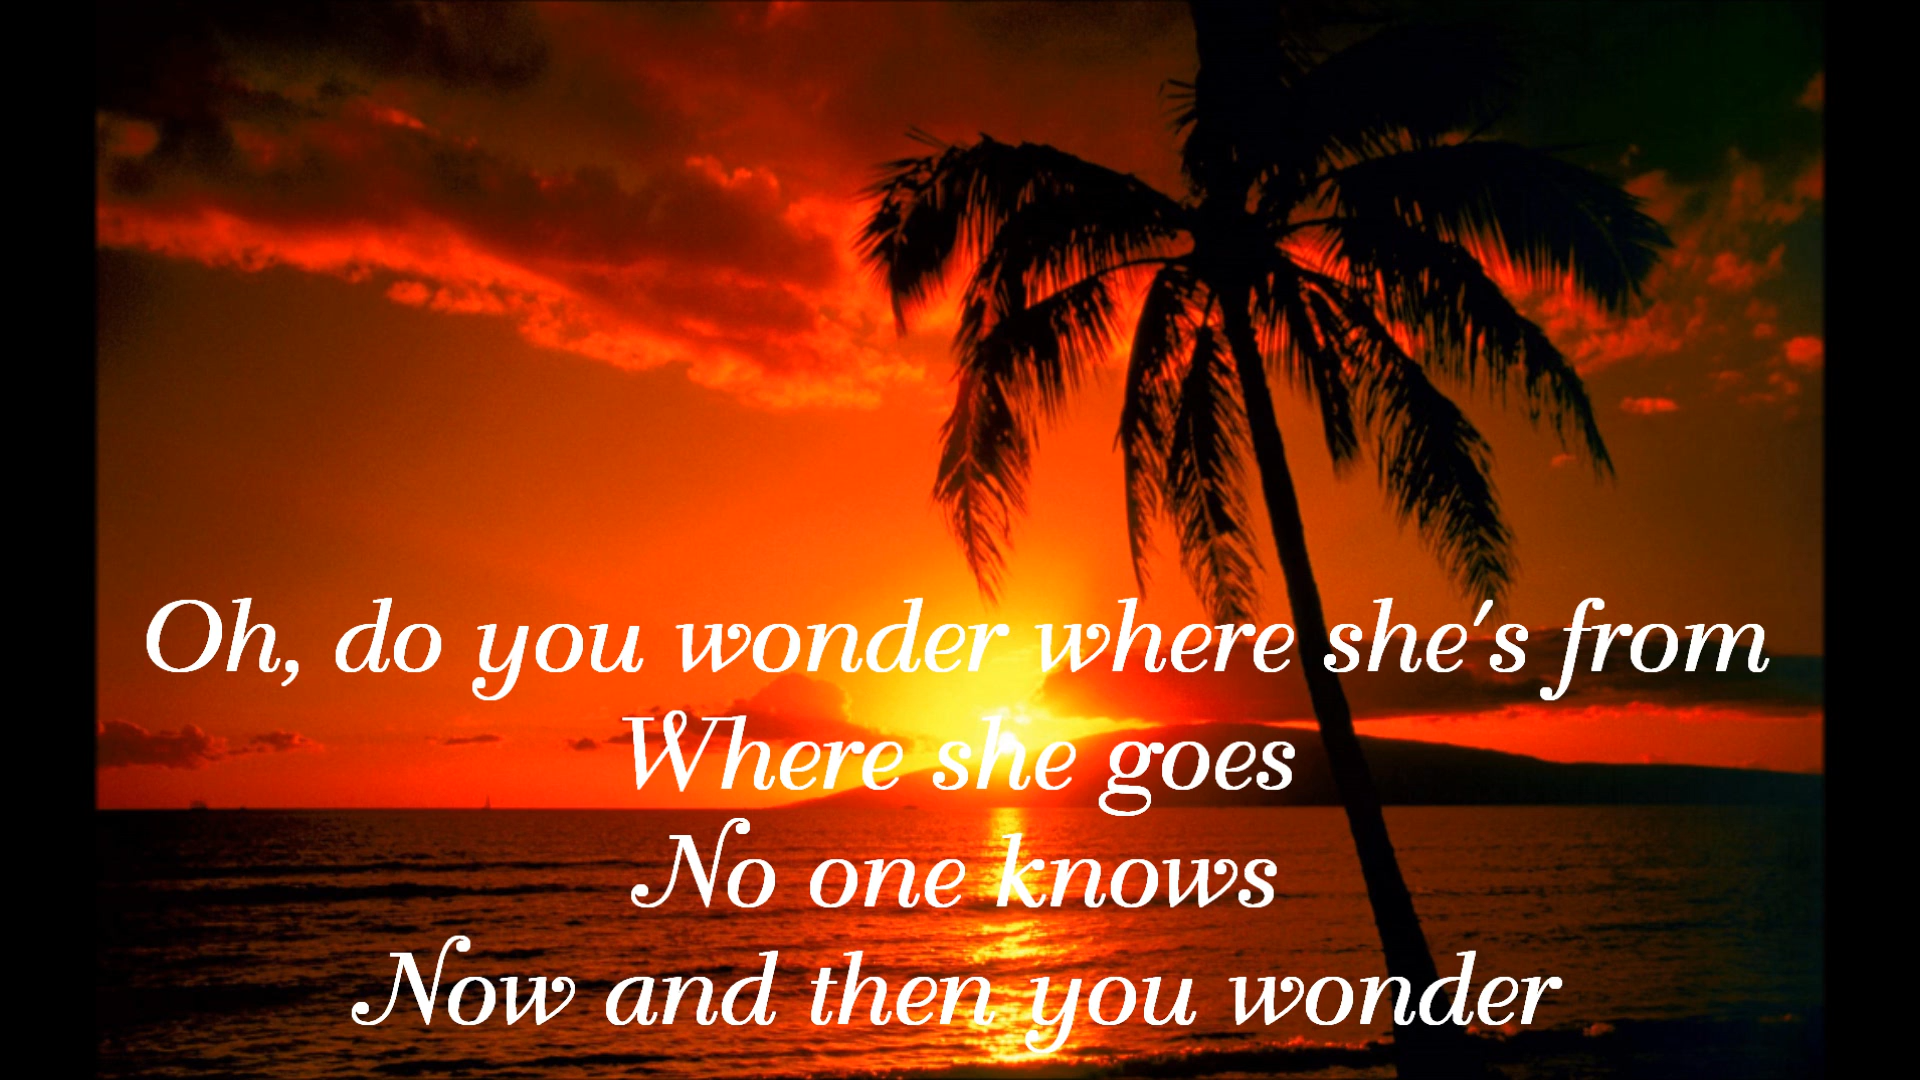 Oh, do you wonder where she's from
Where she goes
No one knows
Now and then you wonder